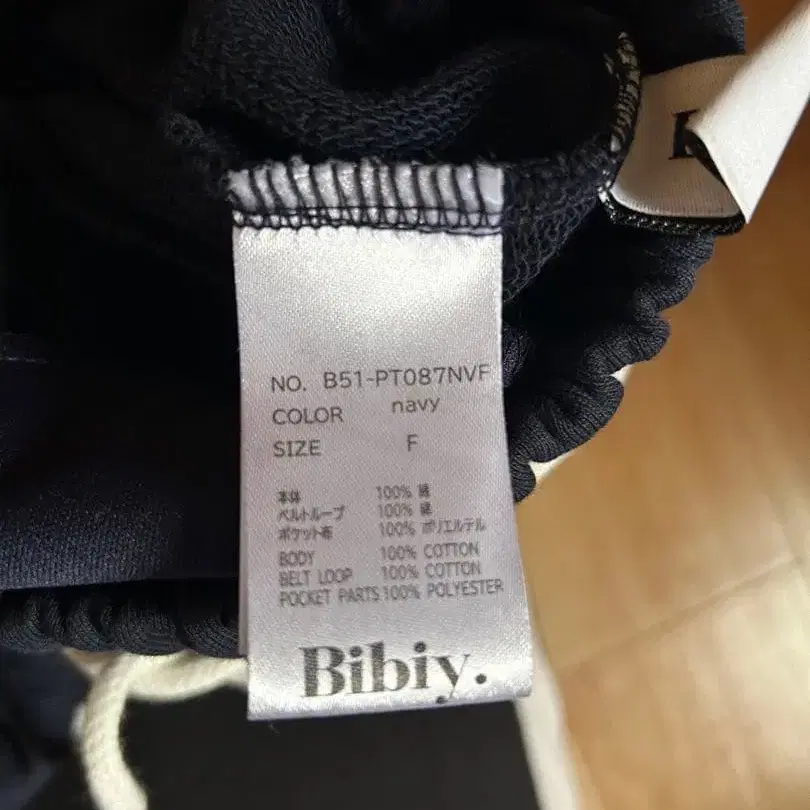 NO. B51-PT087NVF
COLOR navy
SIZE F
本体 100% 綿
ベルトループ 100% 綿
ポケット布 100% ポリエルテル
BODY 100% COTTON
BELT LOOP 100% COTTON
POCKET PARTS 100% POLYESTER
Bibiy.